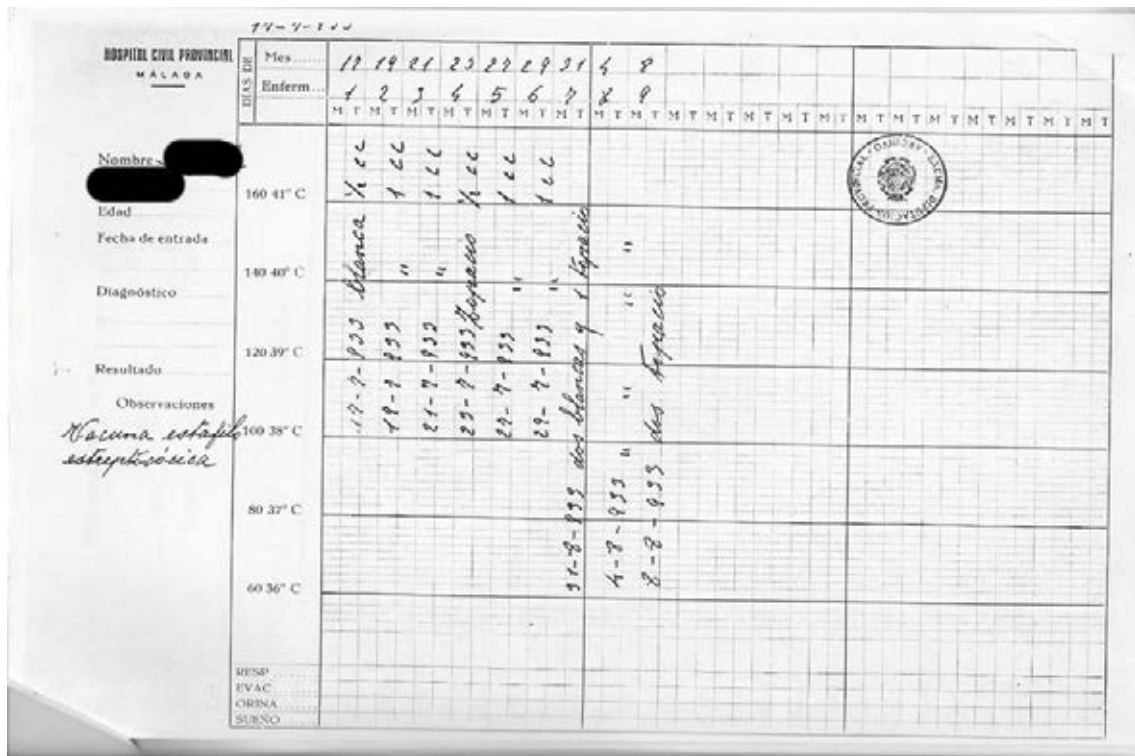 HOSPITAL CIVIL PROVINCIAL
MÁLAGA
DÍAS DE
Mes
17 19 21 23 27 29 31 4 8
Enferm...
1 2 3 4 5 6 7 8 9
M T M T M T M T M T M T M T M T M T M T M T M T M T M T M T M T M T M T M T M T M T
Nombre
Edad
Fecha de entrada
Diagnóstico
Resultado
Observaciones
Vacuna estafilo
estreptocócica
160 41° C
140 40° C
120 39° C
100 38° C
80 37° C
60 36° C
RESP
EVAC
ORINA
SUEÑO
17-7-933 blanca ½ cc
19-7-933 " 1 cc
21-7-933 " 1 cc
23-7-933 Topacio ½ cc
27-7-933 " 1 cc
29-7-933 " 1 cc
31-8-933 dos blancas y 1 Topacio
4-8-933 " " " "
8-8-933 dos Topacio